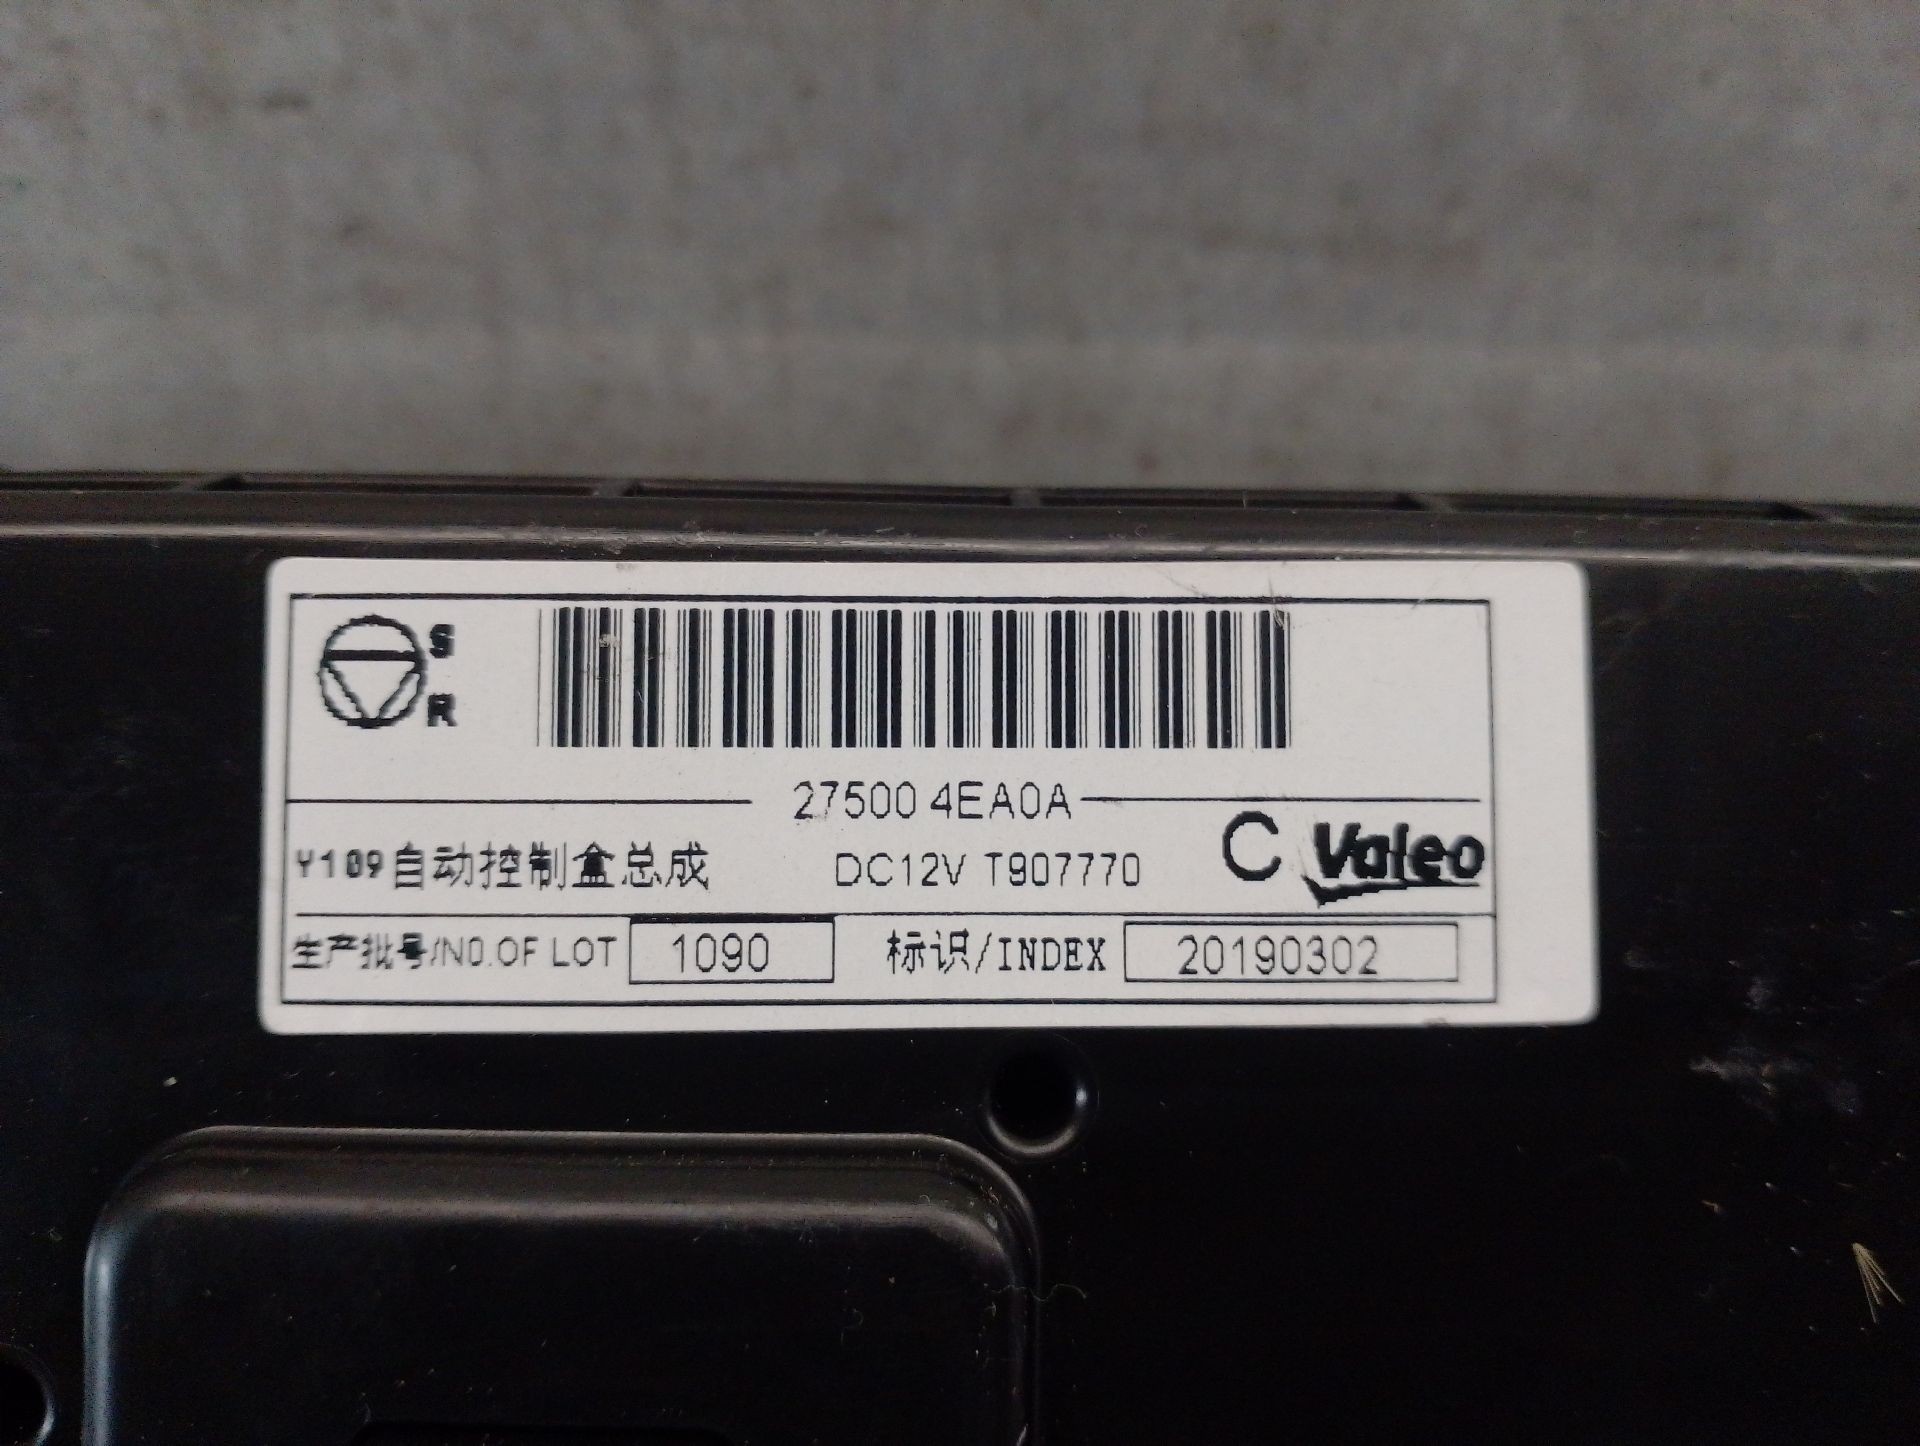 S
R
27500 4EA0A
Y109自动控制盒总成 DC12V T907770 C Valeo
生产批号/NO.OF LOT 1090 标识/INDEX 20190302